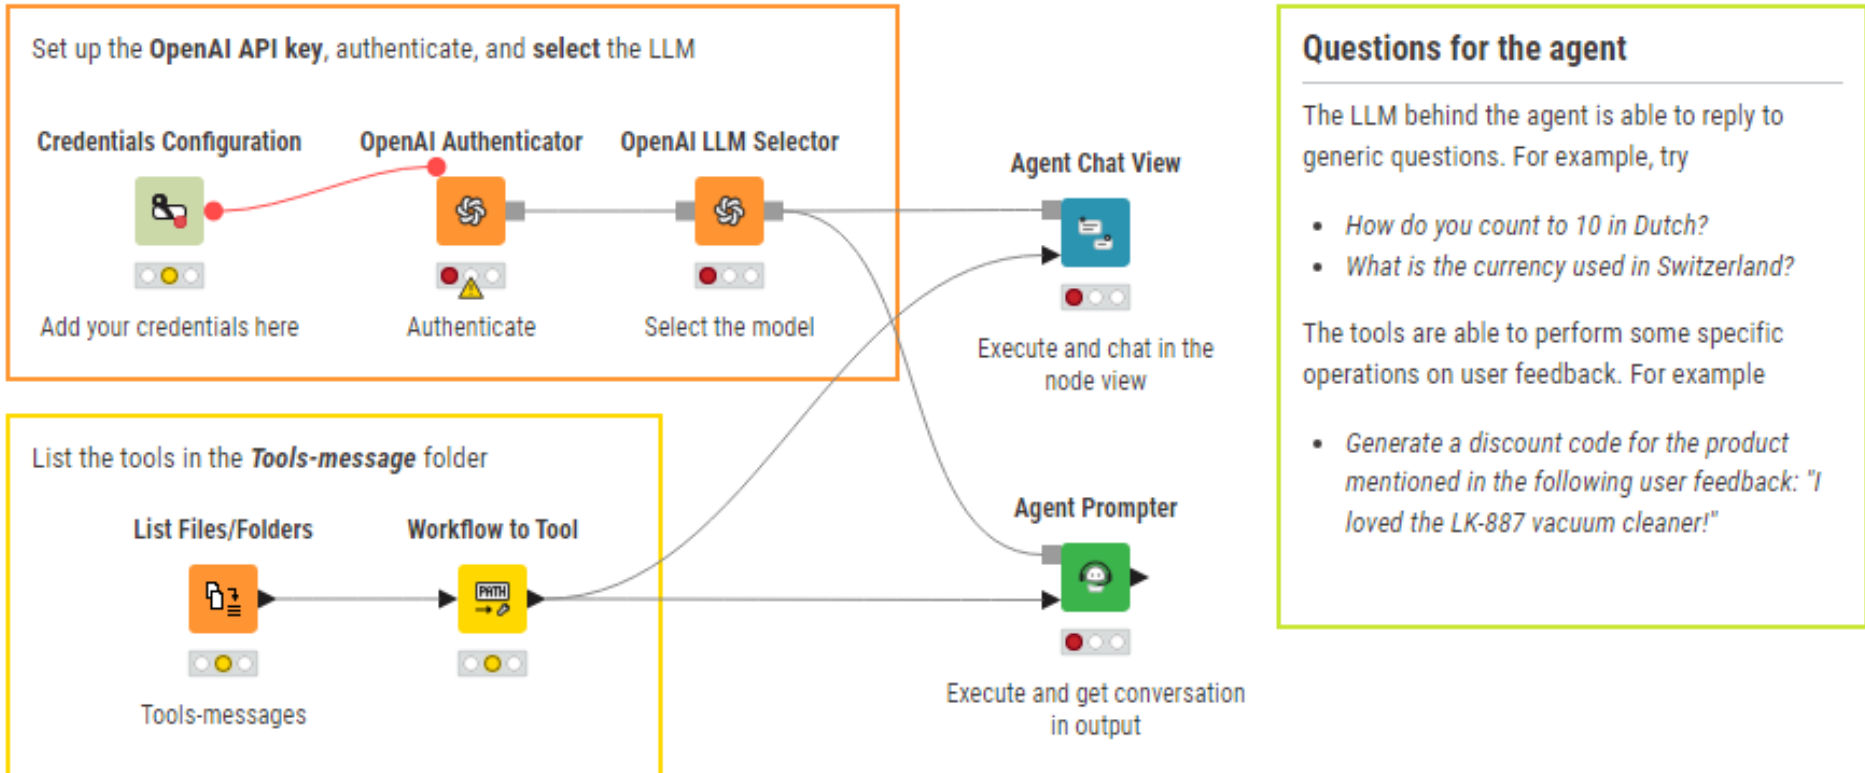 Set up the OpenAI API key, authenticate, and select the LLM
Credentials Configuration
OpenAI Authenticator
OpenAI LLM Selector
Add your credentials here
Authenticate
Select the model
Agent Chat View
Execute and chat in the
node view
List the tools in the Tools-message folder
List Files/Folders
Workflow to Tool
PATH
Tools-messages
Agent Prompter
Execute and get conversation
in output
Questions for the agent
The LLM behind the agent is able to reply to
generic questions. For example, try
• How do you count to 10 in Dutch?
• What is the currency used in Switzerland?
The tools are able to perform some specific
operations on user feedback. For example
• Generate a discount code for the product
mentioned in the following user feedback: "I
loved the LK-887 vacuum cleaner!"